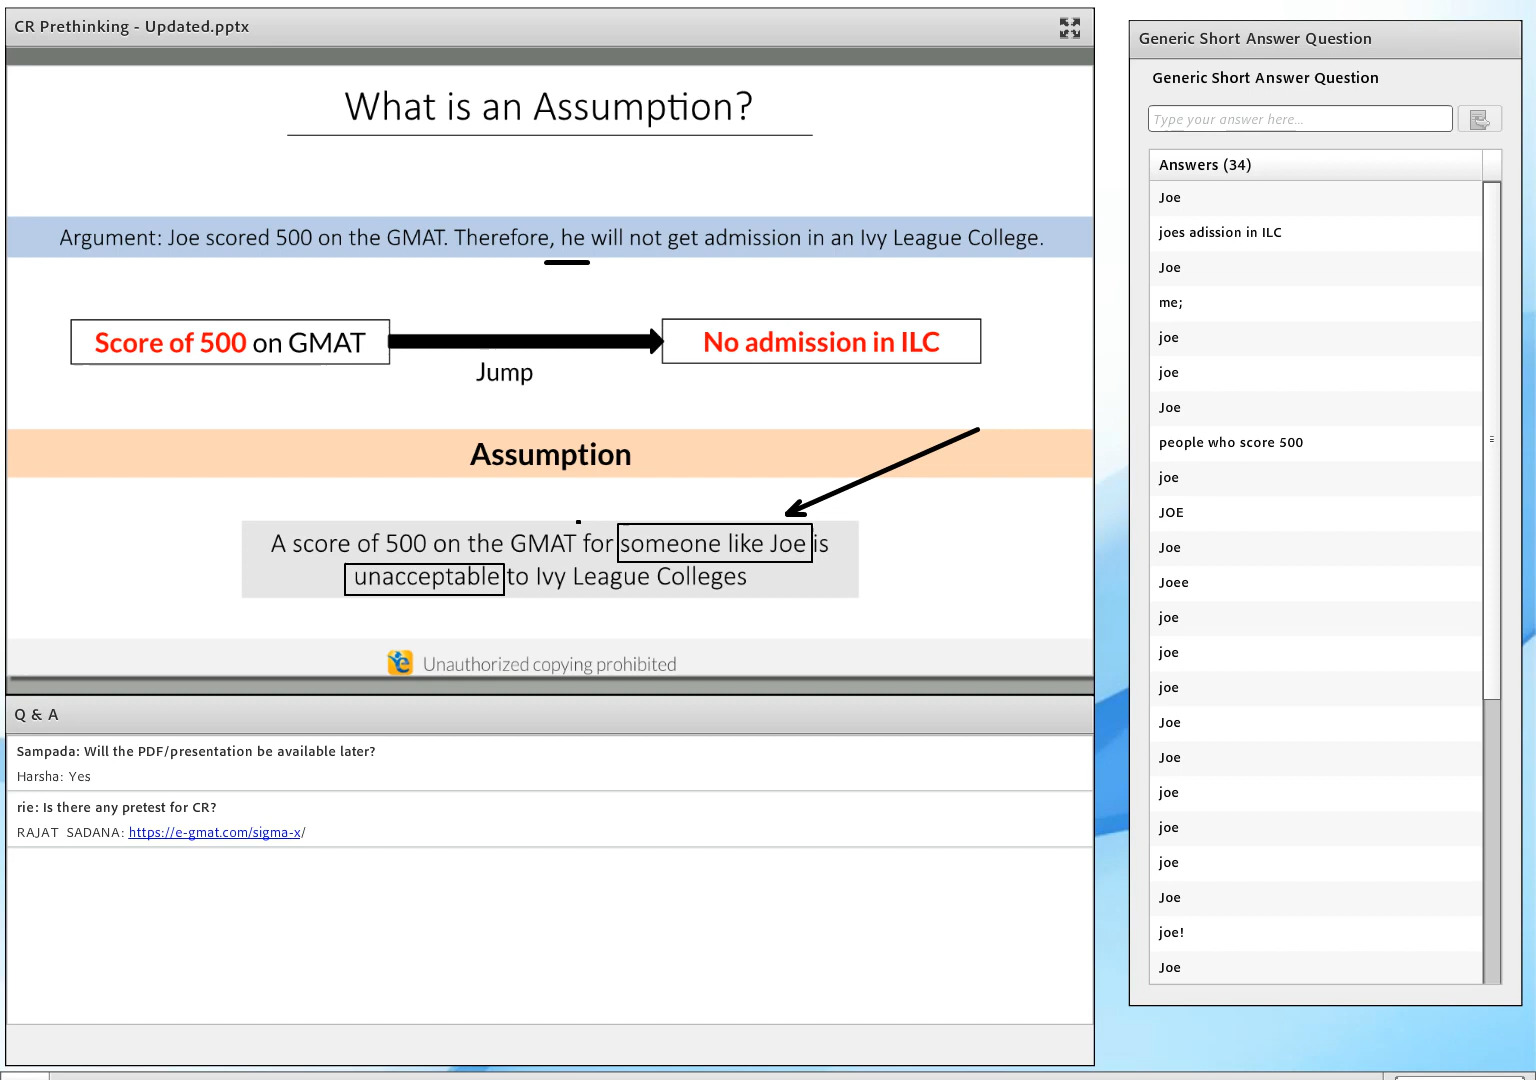 CR Prethinking - Updated.pptx
What is an Assumption?
Argument: Joe scored 500 on the GMAT. Therefore, he will not get admission in an Ivy League College.
Score of 500 on GMAT
No admission in ILC
Jump
Assumption
A score of 500 on the GMAT for someone like Joe is
unacceptable to Ivy League Colleges
Unauthorized copying prohibited
Q & A
Sampada: Will the PDF/presentation be available later?
Harsha: Yes
rie: Is there any pretest for CR?
RAJAT SADANA: https://e-gmat.com/sigma-x/
Generic Short Answer Question
Generic Short Answer Question
Type your answer here...
Answers (34)
Joe
joes adission in ILC
Joe
me;
joe
joe
Joe
people who score 500
joe
JOE
Joe
Joee
joe
joe
joe
Joe
Joe
joe
joe
joe
Joe
joe!
Joe